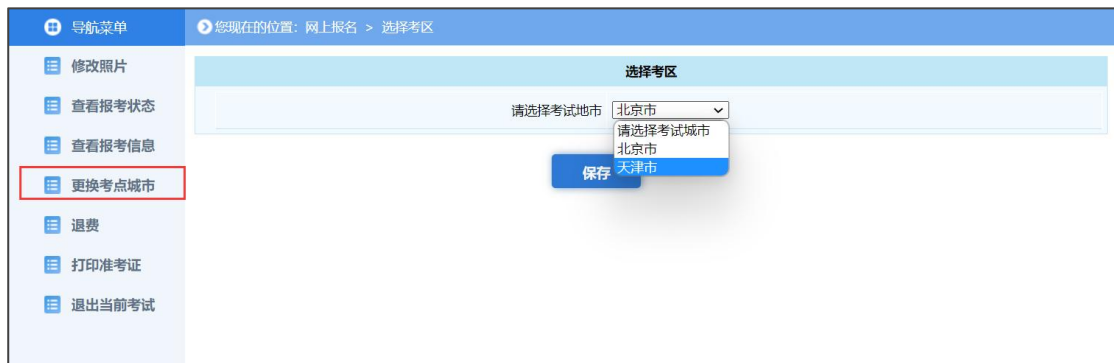 导航菜单
您现在的位置：网上报名 > 选择考区
修改照片
查看报考状态
查看报考信息
更换考点城市
退费
打印准考证
退出当前考试
选择考区
请选择考试地市 北京市
请选择考试城市
北京市
天津市
保存